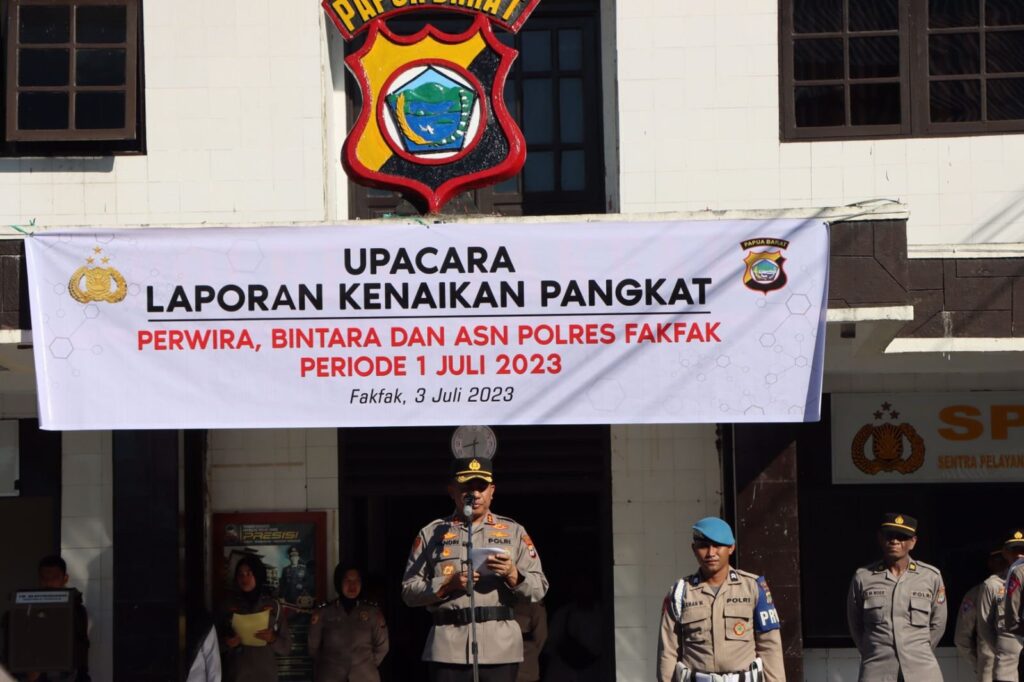 PAPUA BARAT
UPACARA
LAPORAN KENAIKAN PANGKAT
PERWIRA, BINTARA DAN ASN POLRES FAKFAK
PERIODE 1 JULI 2023
Fakfak, 3 Juli 2023
PAPUA BARAT
SP
SENTRA PELAYAN
PRESISI
POLRI
POLRI
POLRI